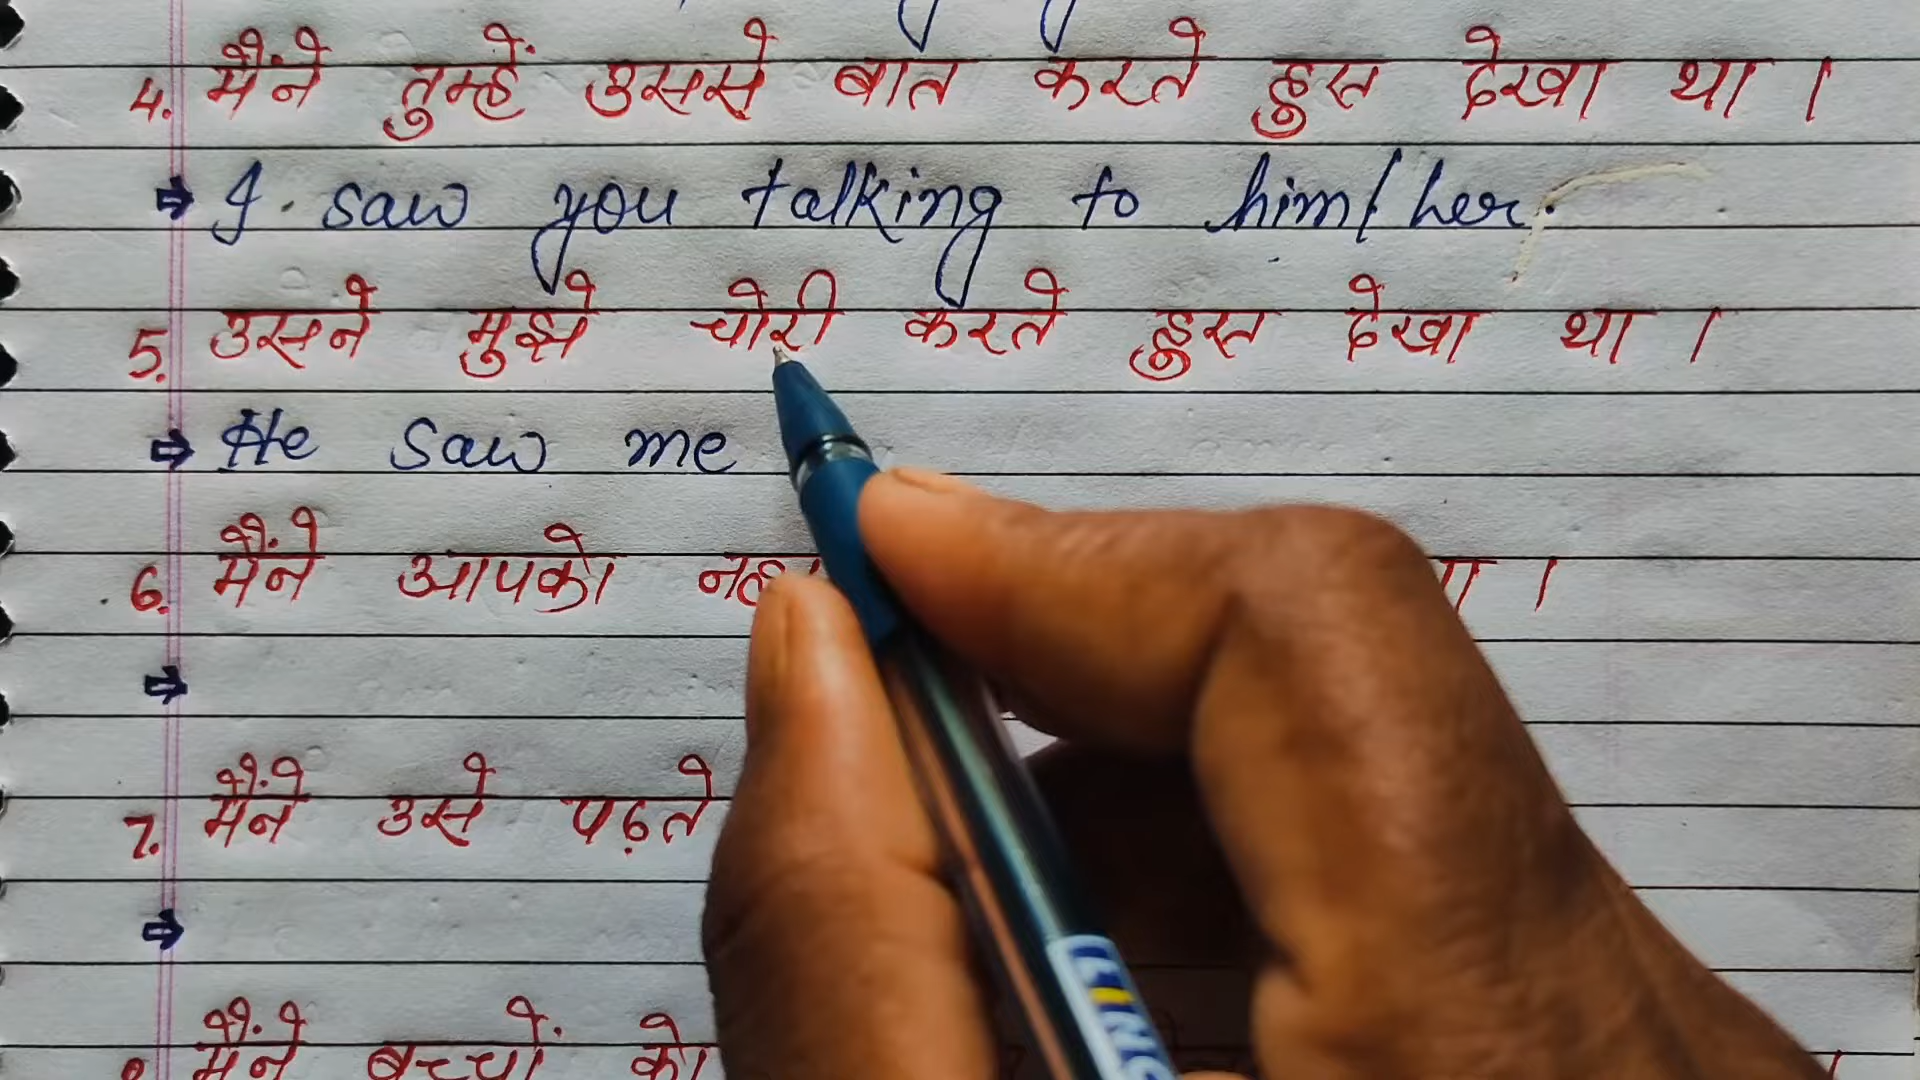 4. मैंने तुम्हें उससे बात करते हुए देखा था ।
⇒ I saw you talking to him/her.
5. उसने मुझे चोरी करते हुए देखा था ।
⇒ He saw me
6. मैंने आपको
⇒
7. मैंने उसे पढ़ते
⇒
8. मैंने बच्चों को